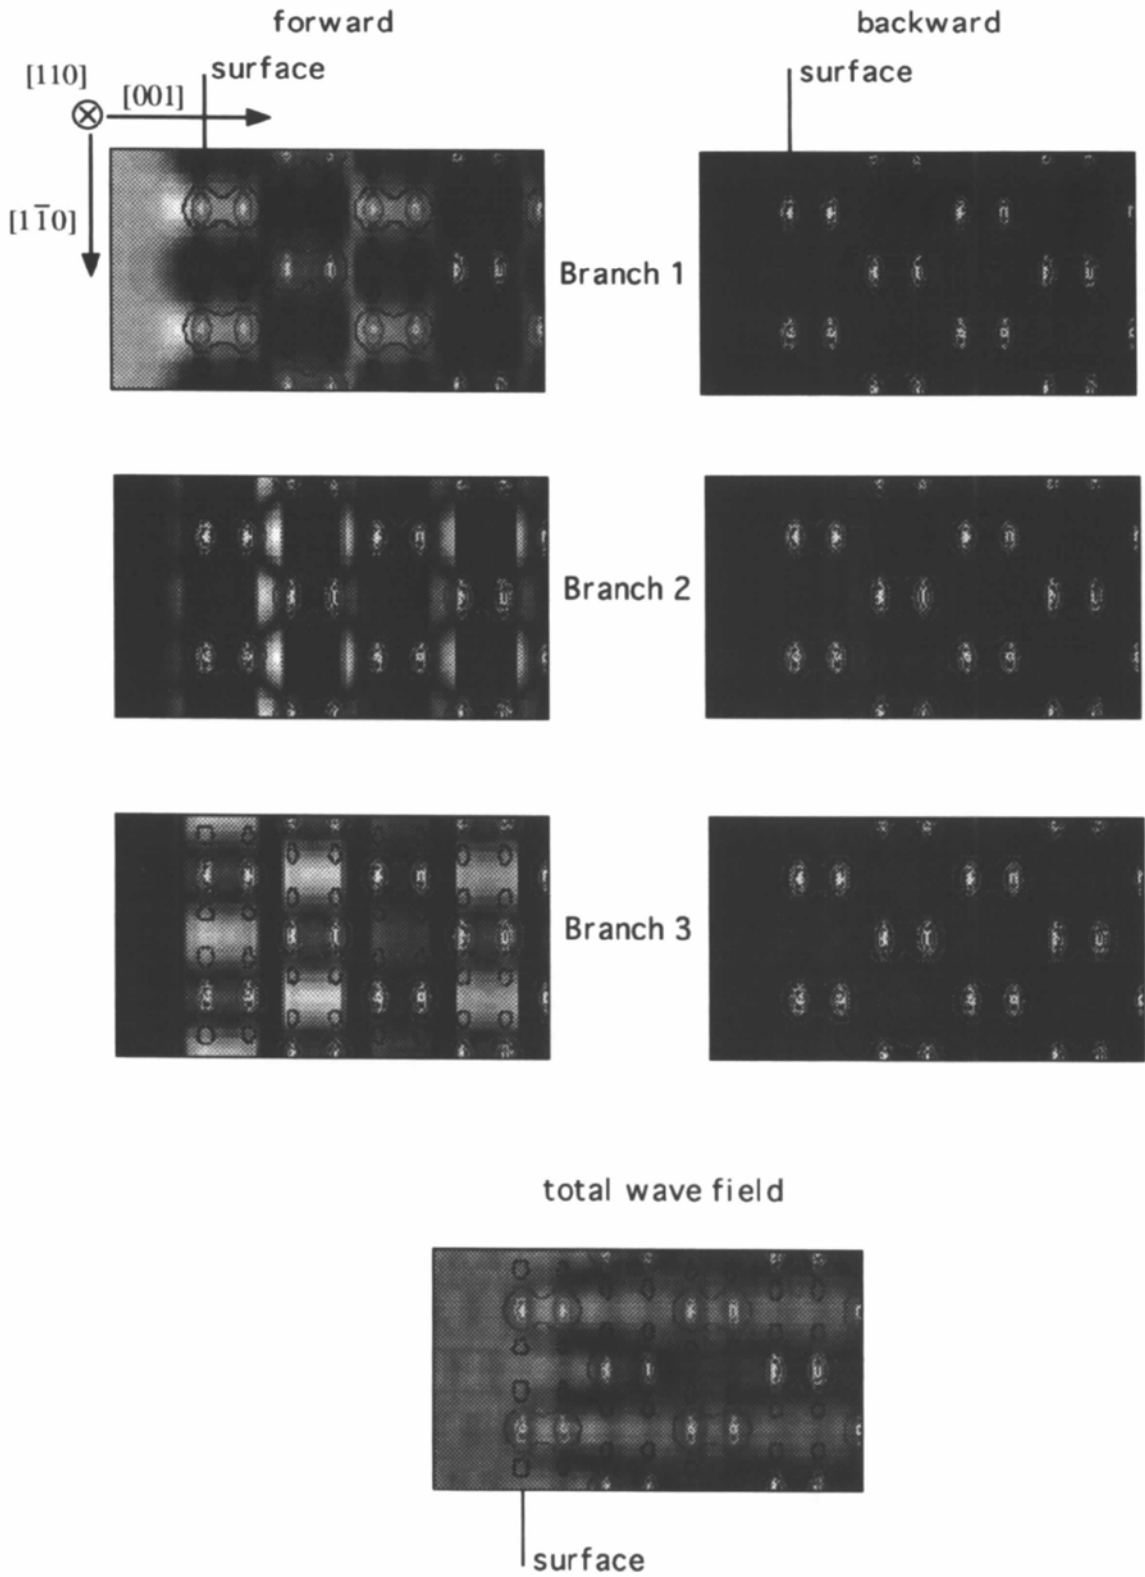 forward
backward
surface
surface
[110]
[001]
[11̄0]
Branch 1
Branch 2
Branch 3
total wave field
surface